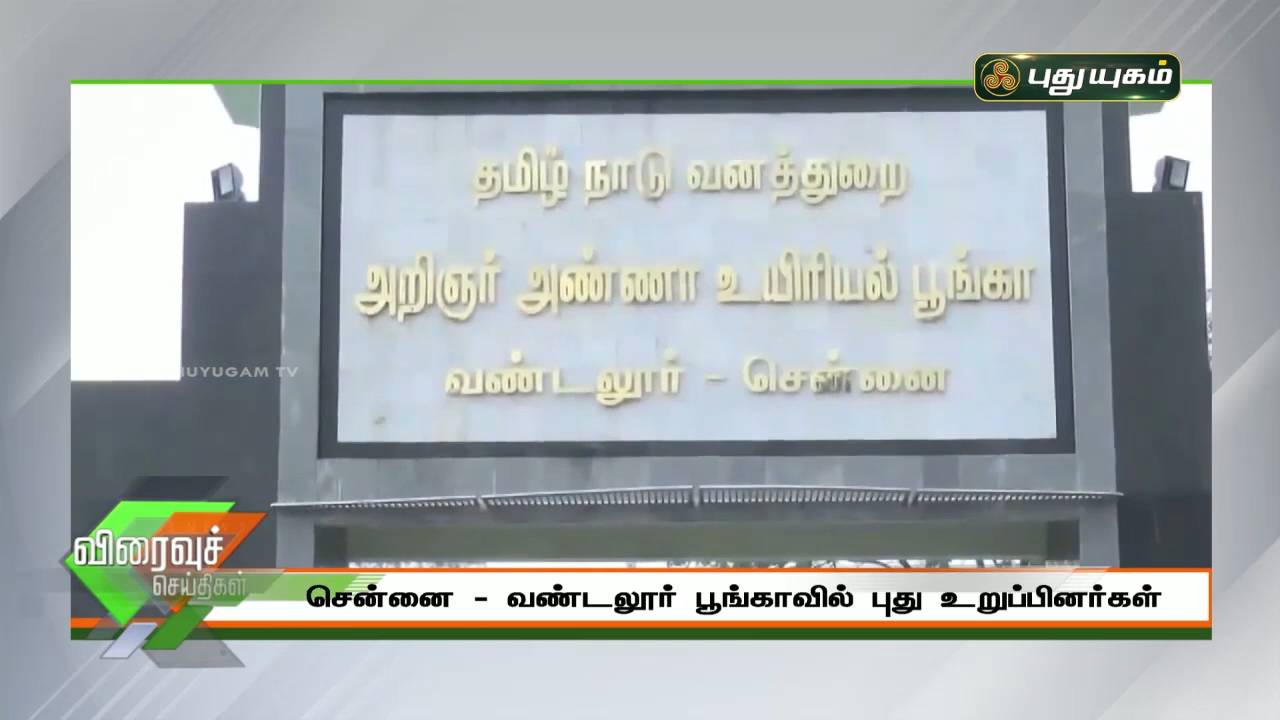 புதுயுகம்
தமிழ் நாடு வனத்துறை
அறிஞர் அண்ணா உயிரியல் பூங்கா
வண்டலூர் - சென்னை
விரைவுச்
செய்திகள்
சென்னை - வண்டலூர் பூங்காவில் புது உறுப்பினர்கள்